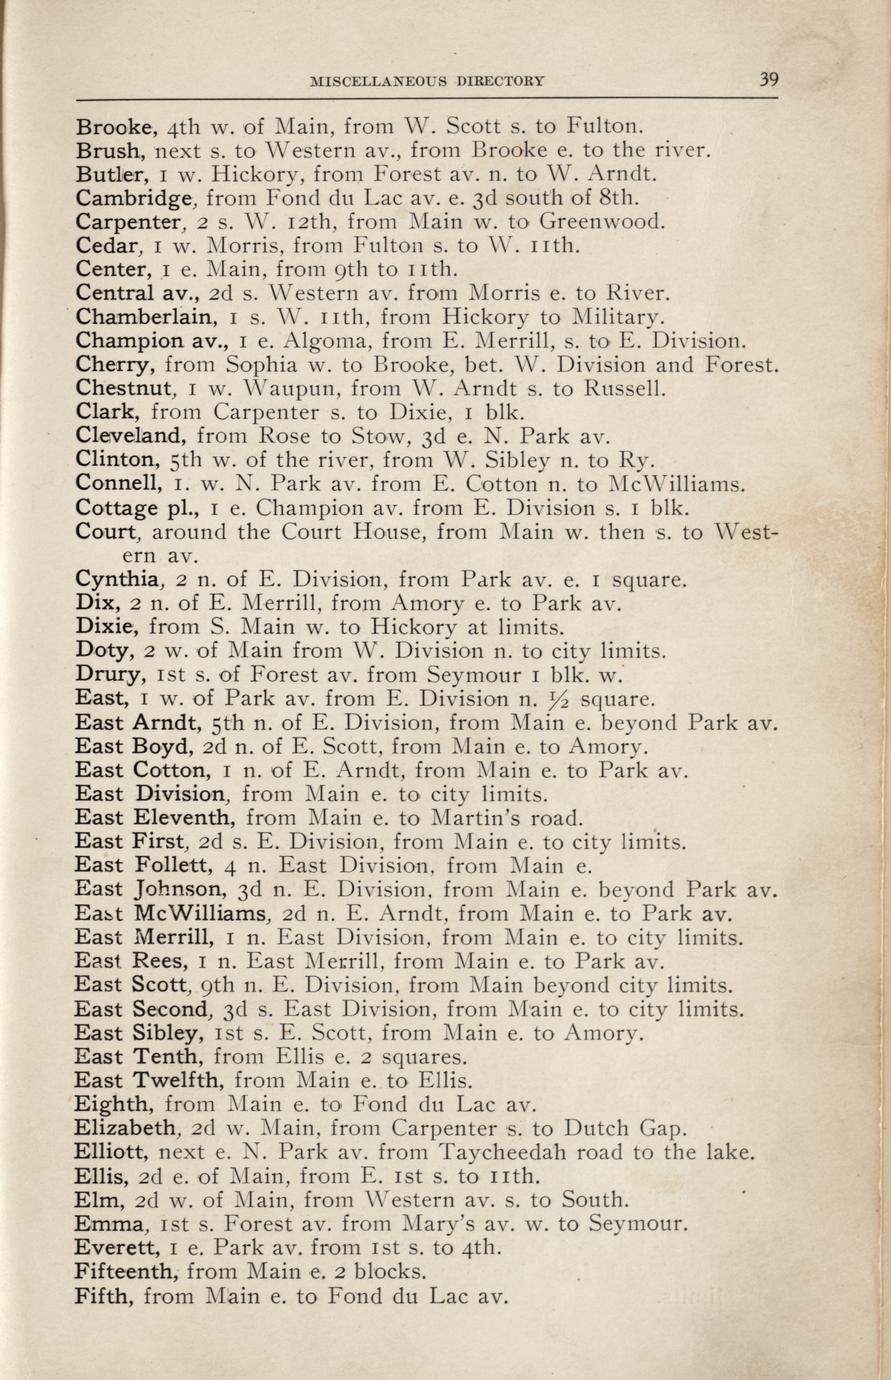 MISCELLANEOUS DIRECTORY 39
Brooke, 4th w. of Main, from W. Scott s. to Fulton.
Brush, next s. to Western av., from Brooke e. to the river.
Butler, 1 w. Hickory, from Forest av. n. to W. Arndt.
Cambridge, from Fond du Lac av. e. 3d south of 8th.
Carpenter, 2 s. W. 12th, from Main w. to Greenwood.
Cedar, 1 w. Morris, from Fulton s. to W. 11th.
Center, 1 e. Main, from 9th to 11th.
Central av., 2d s. Western av. from Morris e. to River.
Chamberlain, 1 s. W. 11th, from Hickory to Military.
Champion av., 1 e. Algoma, from E. Merrill, s. to E. Division.
Cherry, from Sophia w. to Brooke, bet. W. Division and Forest.
Chestnut, 1 w. Waupun, from W. Arndt s. to Russell.
Clark, from Carpenter s. to Dixie, 1 blk.
Cleveland, from Rose to Stow, 3d e. N. Park av.
Clinton, 5th w. of the river, from W. Sibley n. to Ry.
Connell, 1. w. N. Park av. from E. Cotton n. to McWilliams.
Cottage pl., 1 e. Champion av. from E. Division s. 1 blk.
Court, around the Court House, from Main w. then s. to West-
ern av.
Cynthia, 2 n. of E. Division, from Park av. e. 1 square.
Dix, 2 n. of E. Merrill, from Amory e. to Park av.
Dixie, from S. Main w. to Hickory at limits.
Doty, 2 w. of Main from W. Division n. to city limits.
Drury, 1st s. of Forest av. from Seymour 1 blk. w.
East, 1 w. of Park av. from E. Division n. ½ square.
East Arndt, 5th n. of E. Division, from Main e. beyond Park av.
East Boyd, 2d n. of E. Scott, from Main e. to Amory.
East Cotton, 1 n. of E. Arndt, from Main e. to Park av.
East Division, from Main e. to city limits.
East Eleventh, from Main e. to Martin's road.
East First, 2d s. E. Division, from Main e. to city limits.
East Follett, 4 n. East Division, from Main e.
East Johnson, 3d n. E. Division, from Main e. beyond Park av.
East McWilliams, 2d n. E. Arndt, from Main e. to Park av.
East Merrill, 1 n. East Division, from Main e. to city limits.
East Rees, 1 n. East Merrill, from Main e. to Park av.
East Scott, 9th n. E. Division, from Main beyond city limits.
East Second, 3d s. East Division, from Main e. to city limits.
East Sibley, 1st s. E. Scott, from Main e. to Amory.
East Tenth, from Ellis e. 2 squares.
East Twelfth, from Main e. to Ellis.
Eighth, from Main e. to Fond du Lac av.
Elizabeth, 2d w. Main, from Carpenter s. to Dutch Gap.
Elliott, next e. N. Park av. from Taycheedah road to the lake.
Ellis, 2d e. of Main, from E. 1st s. to 11th.
Elm, 2d w. of Main, from Western av. s. to South.
Emma, 1st s. Forest av. from Mary's av. w. to Seymour.
Everett, 1 e. Park av. from 1st s. to 4th.
Fifteenth, from Main e. 2 blocks.
Fifth, from Main e. to Fond du Lac av.